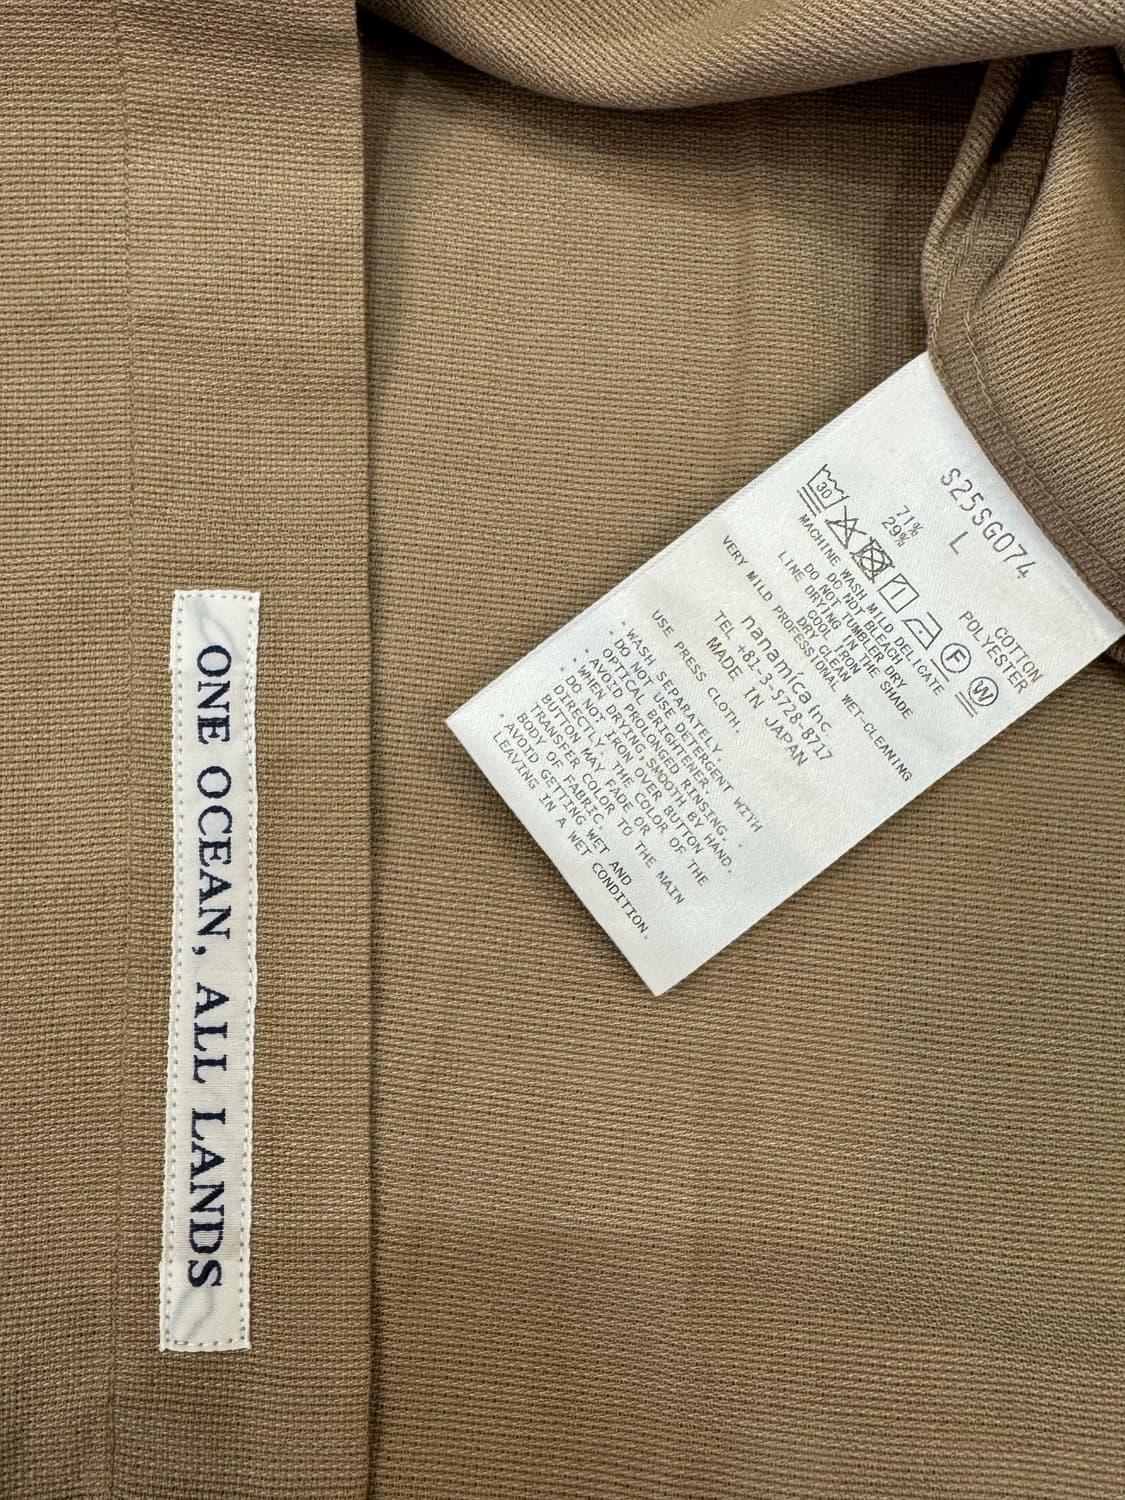 ONE OCEAN, ALL LANDS
S25SG074
L
71% COTTON
29% POLYESTER
30
F
W
MACHINE WASH MILD DELICATE
DO NOT BLEACH
DO NOT TUMBLE DRY
LINE DRYING IN THE SHADE
COOL IRON
DRY CLEAN
VERY MILD PROFESSIONAL WET-CLEANING
nanamica inc.
TEL +81-3-5728-8717
MADE IN JAPAN
USE PRESS CLOTH.
·WASH SEPARATELY.
·DO NOT USE DETERGENT WITH
OPTICAL BRIGHTENER.
·AVOID PROLONGED RINSING.
·WHEN DRYING,SMOOTH BY HAND.
·DO NOT IRON OVER BUTTON
DIRECTLY. THE COLOR OF THE
BUTTON MAY FADE OR
TRANSFER COLOR TO THE MAIN
BODY OF FABRIC.
·AVOID GETTING WET AND
LEAVING IN A WET CONDITION.